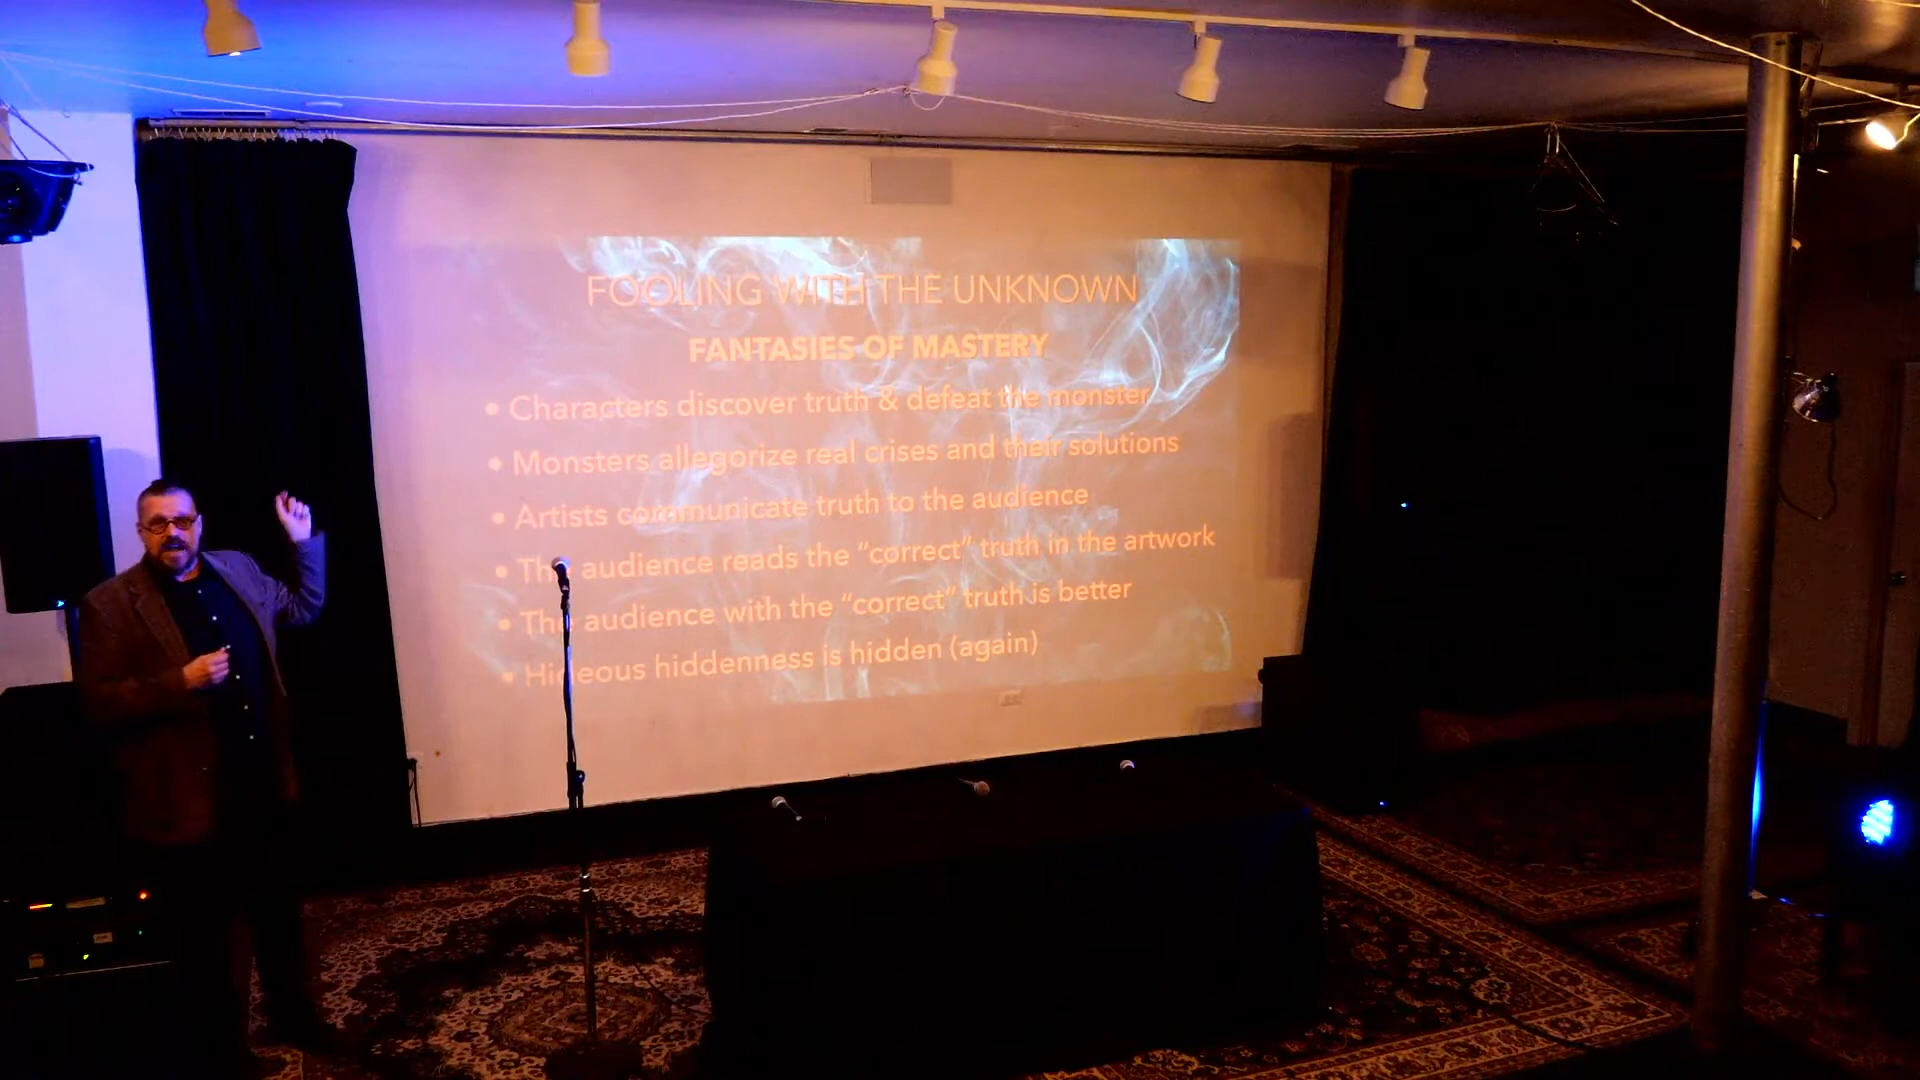 FOOLING WITH THE UNKNOWN
FANTASIES OF MASTERY
• Characters discover truth & defeat the monster
• Monsters allegorize real crises and their solutions
• Artists communicate truth to the audience
• The audience reads the “correct” truth in the artwork
• The audience with the “correct” truth is better
• Hideous hiddenness is hidden (again)